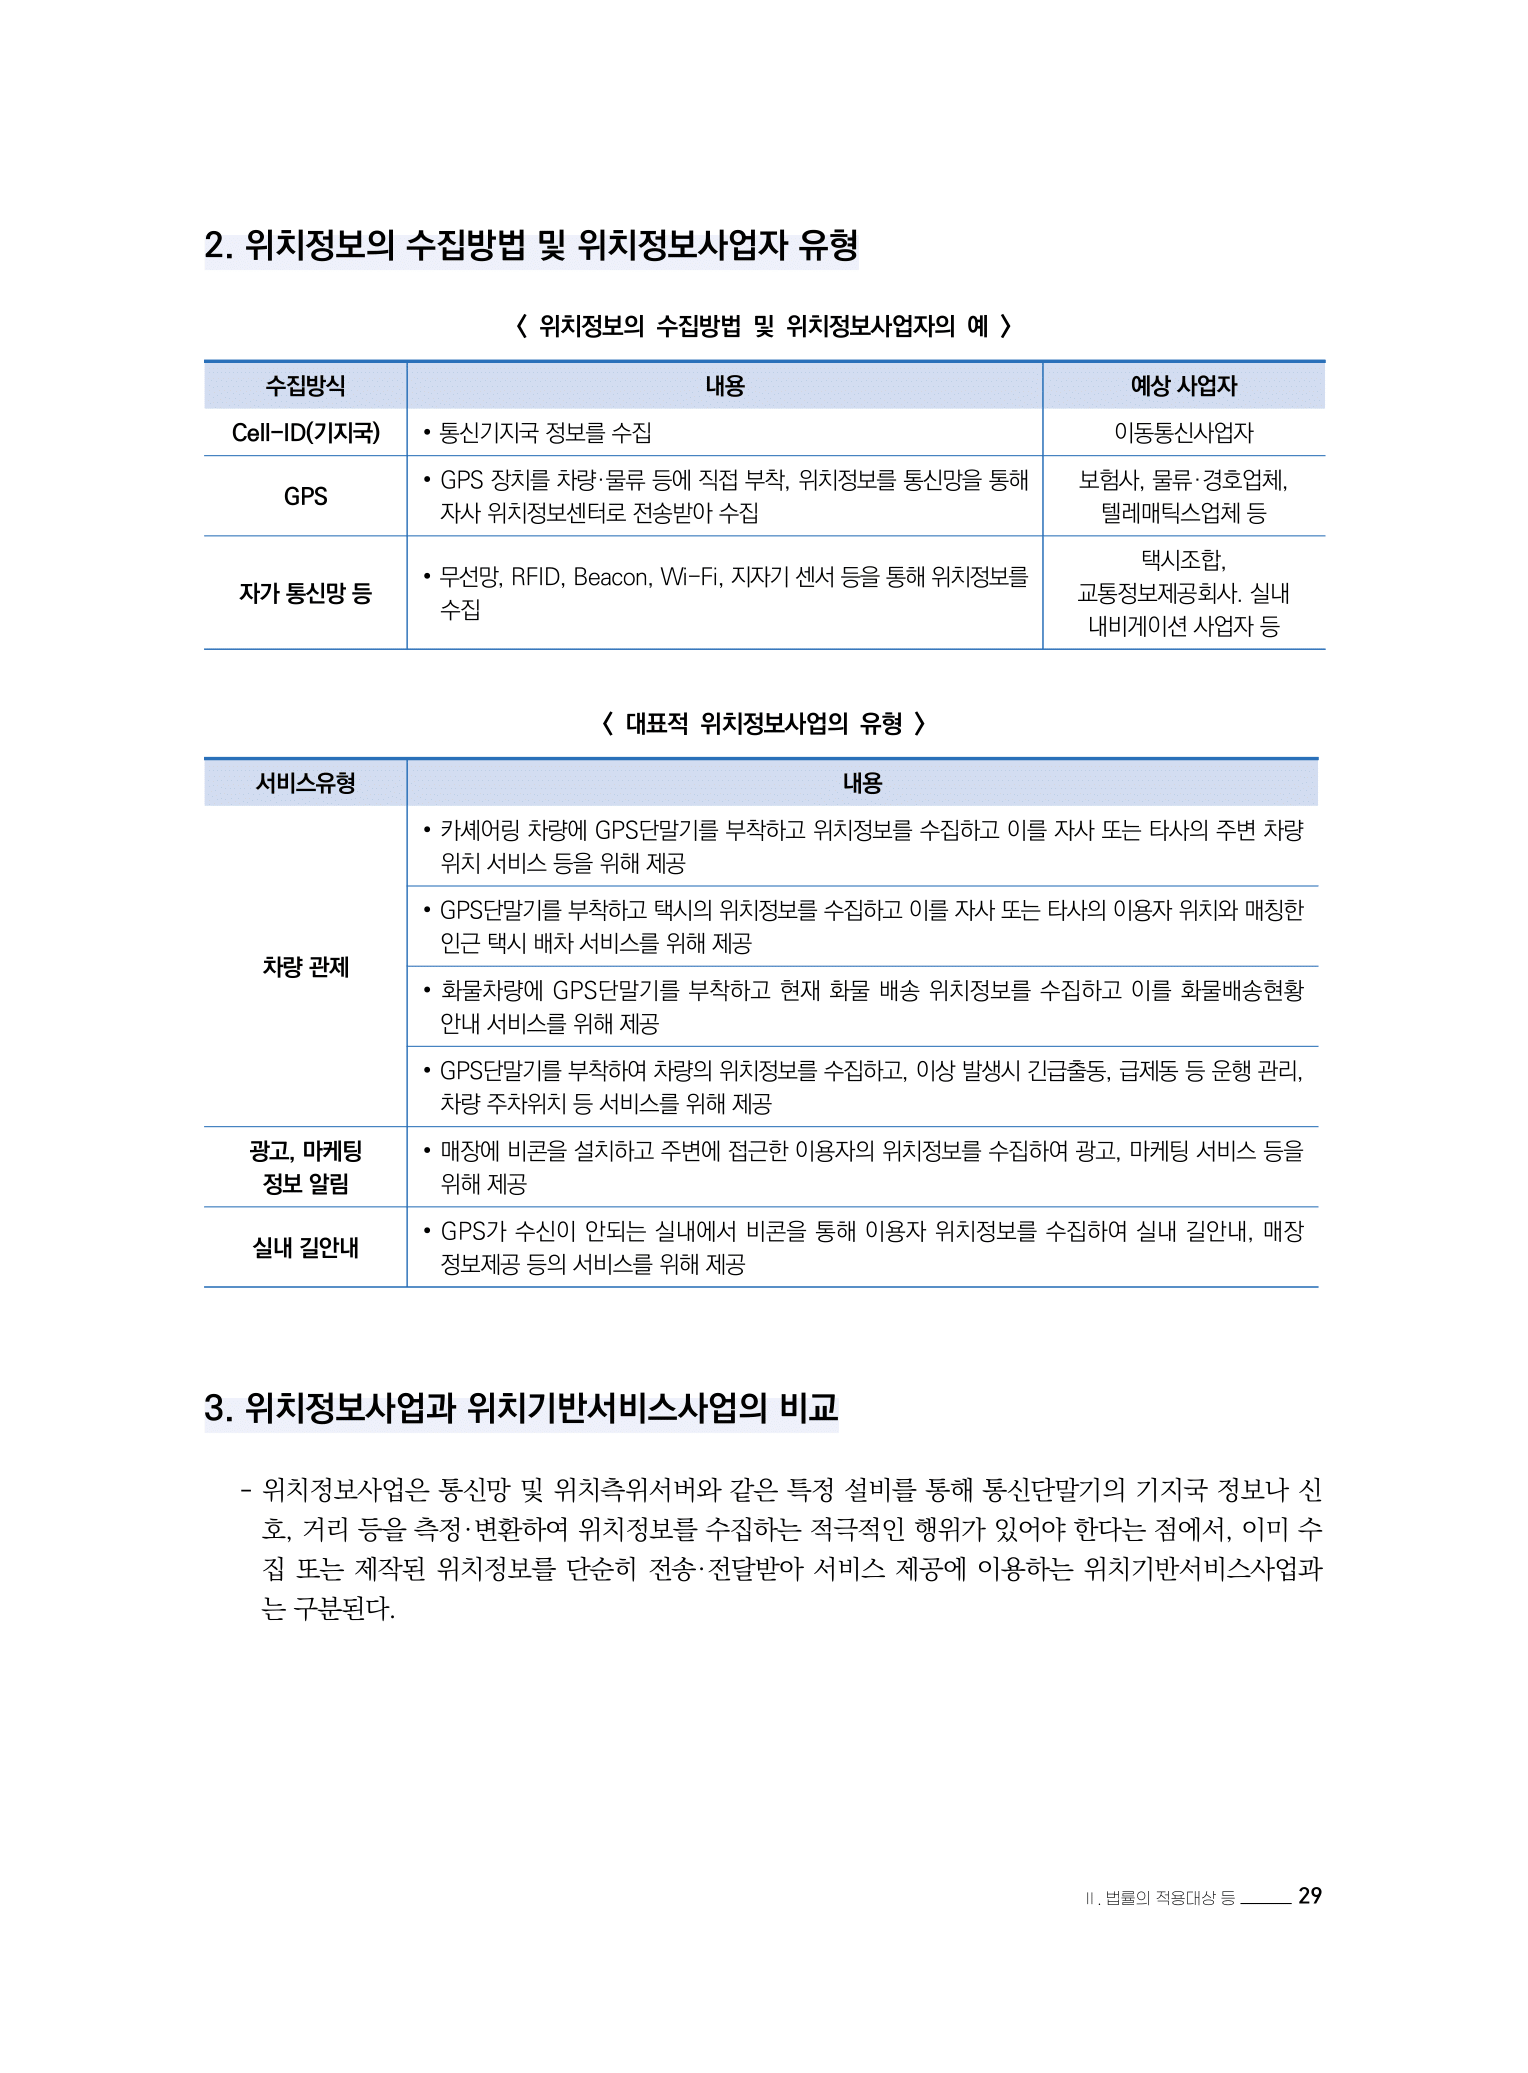 2. 위치정보의 수집방법 및 위치정보사업자 유형
< 위치정보의 수집방법 및 위치정보사업자의 예 >
수집방식 내용 예상 사업자
Cell-ID(기지국) • 통신기지국 정보를 수집 이동통신사업자
GPS
• GPS 장치를 차량·물류 등에 직접 부착, 위치정보를 통신망을 통해
자사 위치정보센터로 전송받아 수집
보험사, 물류·경호업체,
텔레매틱스업체 등
자가 통신망 등
• 무선망, RFID, Beacon, Wi-Fi, 지자기 센서 등을 통해 위치정보를
수집
택시조합,
교통정보제공회사. 실내
내비게이션 사업자 등
< 대표적 위치정보사업의 유형 >
서비스유형 내용
차량 관제
• 카셰어링 차량에 GPS단말기를 부착하고 위치정보를 수집하고 이를 자사 또는 타사의 주변 차량
위치 서비스 등을 위해 제공
• GPS단말기를 부착하고 택시의 위치정보를 수집하고 이를 자사 또는 타사의 이용자 위치와 매칭한
인근 택시 배차 서비스를 위해 제공
• 화물차량에 GPS단말기를 부착하고 현재 화물 배송 위치정보를 수집하고 이를 화물배송현황
안내 서비스를 위해 제공
• GPS단말기를 부착하여 차량의 위치정보를 수집하고, 이상 발생시 긴급출동, 급제동 등 운행 관리,
차량 주차위치 등 서비스를 위해 제공
광고, 마케팅
정보 알림
• 매장에 비콘을 설치하고 주변에 접근한 이용자의 위치정보를 수집하여 광고, 마케팅 서비스 등을
위해 제공
실내 길안내
• GPS가 수신이 안되는 실내에서 비콘을 통해 이용자 위치정보를 수집하여 실내 길안내, 매장
정보제공 등의 서비스를 위해 제공
3. 위치정보사업과 위치기반서비스사업의 비교
- 위치정보사업은 통신망 및 위치측위서버와 같은 특정 설비를 통해 통신단말기의 기지국 정보나 신
호, 거리 등을 측정·변환하여 위치정보를 수집하는 적극적인 행위가 있어야 한다는 점에서, 이미 수
집 또는 제작된 위치정보를 단순히 전송·전달받아 서비스 제공에 이용하는 위치기반서비스사업과
는 구분된다.
Ⅱ. 법률의 적용대상 등 29